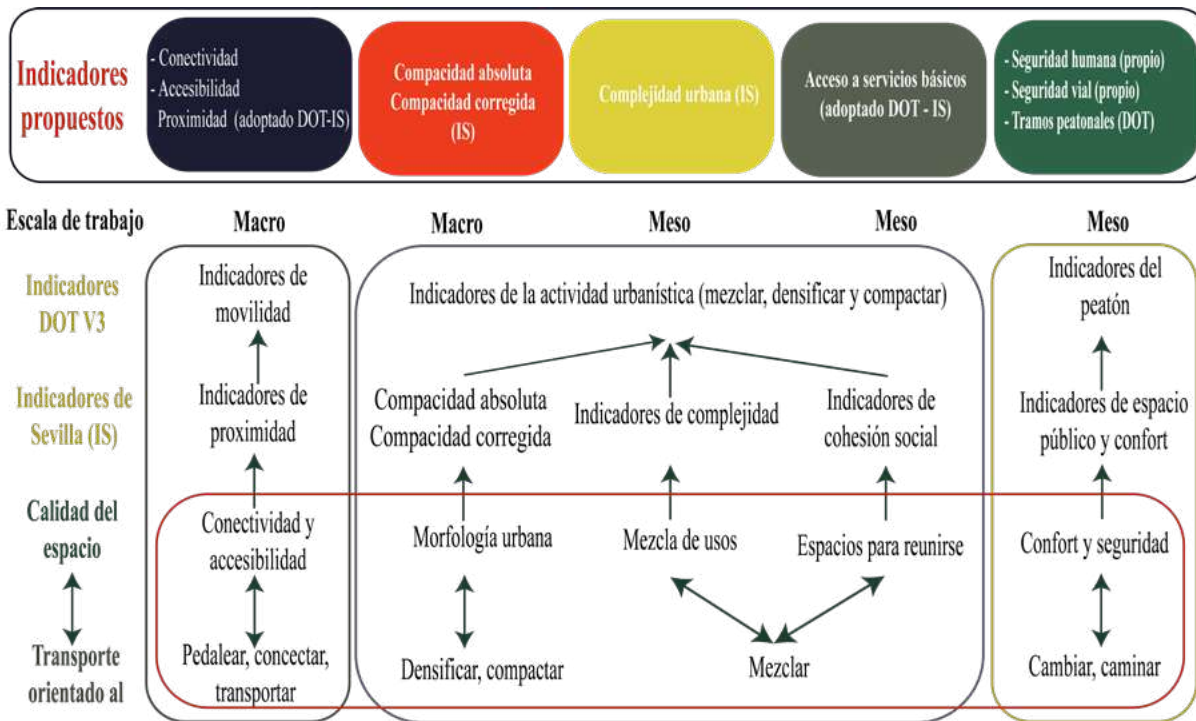 Indicadores
propuestos
- Conectividad
- Accesibilidad
Proximidad (adoptado DOT-IS)
Compacidad absoluta
Compacidad corregida
(IS)
Complejidad urbana (IS)
Acceso a servicios básicos
(adoptado DOT - IS)
- Seguridad humana (propio)
- Seguridad vial (propio)
- Tramos peatonales (DOT)
Escala de trabajo
Macro
Macro
Meso
Meso
Meso
Indicadores
DOT V3
Indicadores de
movilidad
Indicadores de la actividad urbanística (mezclar, densificar y compactar)
Indicadores del
peatón
Indicadores de
Sevilla (IS)
Indicadores de
proximidad
Compacidad absoluta
Compacidad corregida
Indicadores de complejidad
Indicadores de
cohesión social
Indicadores de espacio
público y confort
Calidad del
espacio
Conectividad y
accesibilidad
Morfología urbana
Mezcla de usos
Espacios para reunirse
Confort y seguridad
Transporte
orientado al
Pedalear, concectar,
transportar
Densificar, compactar
Mezclar
Cambiar, caminar